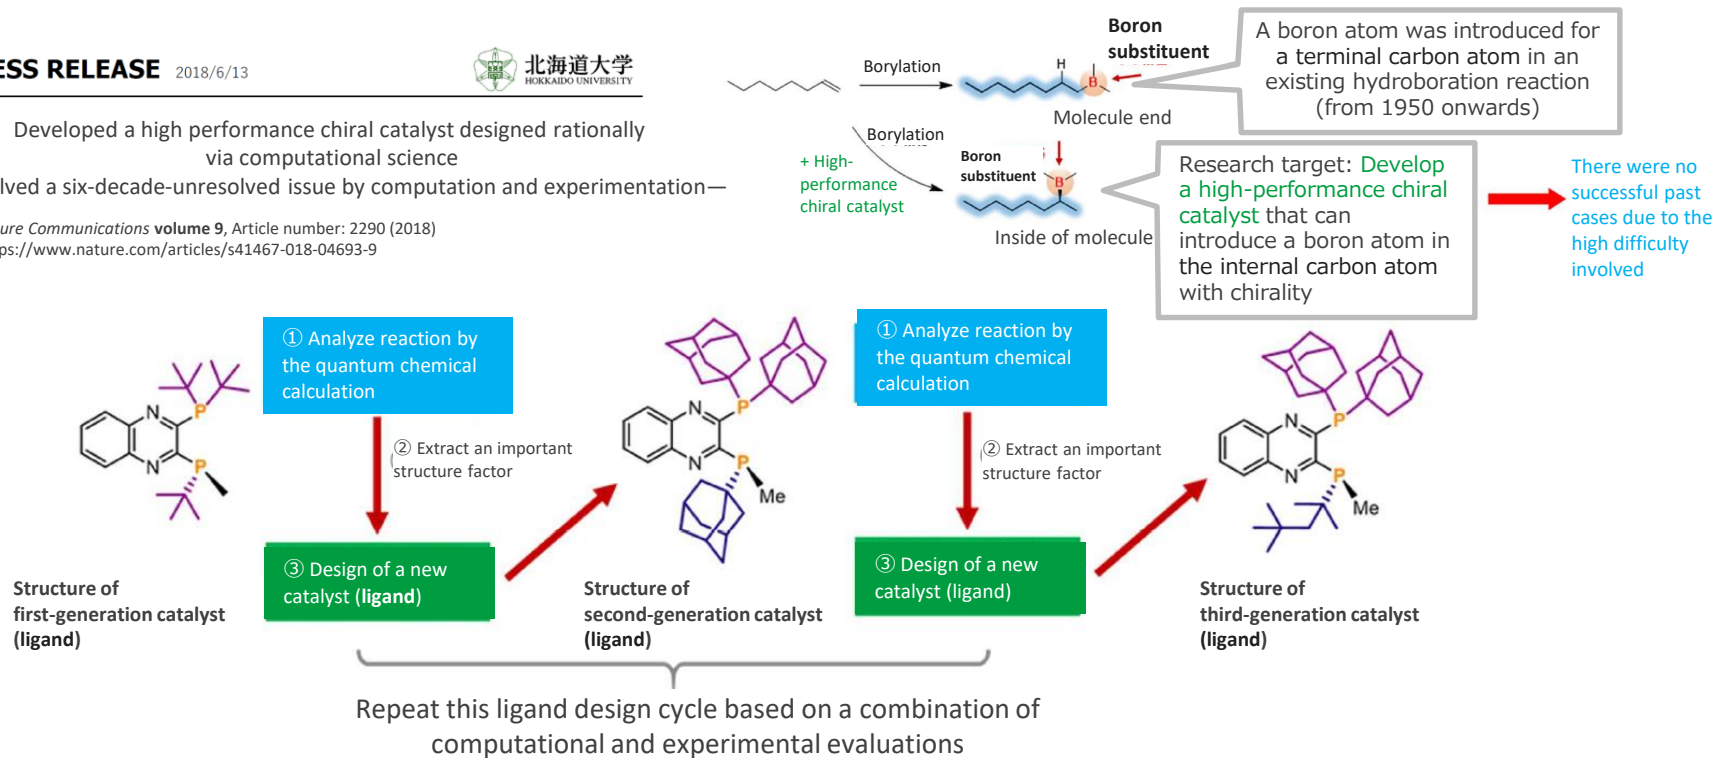 ESS RELEASE 2018/6/13
北海道大学
HOKKAIDO UNIVERSITY
Developed a high performance chiral catalyst designed rationally
via computational science
lved a six-decade-unresolved issue by computation and experimentation—
ure Communications volume 9, Article number: 2290 (2018)
ps://www.nature.com/articles/s41467-018-04693-9
Borylation
H
B
Boron
substituent
Molecule end
A boron atom was introduced for
a terminal carbon atom in an
existing hydroboration reaction
(from 1950 onwards)
Borylation
+ High-
performance
chiral catalyst
Boron
substituent
B
Inside of molecule
Research target: Develop
a high-performance chiral
catalyst that can
introduce a boron atom in
the internal carbon atom
with chirality
There were no
successful past
cases due to the
high difficulty
involved
N
N
P
P
Structure of
first-generation catalyst
(ligand)
① Analyze reaction by
the quantum chemical
calculation
② Extract an important
structure factor
③ Design of a new
catalyst (ligand)
N
N
P
P
Me
Structure of
second-generation catalyst
(ligand)
① Analyze reaction by
the quantum chemical
calculation
② Extract an important
structure factor
③ Design of a new
catalyst (ligand)
N
N
P
P
Me
Structure of
third-generation catalyst
(ligand)
Repeat this ligand design cycle based on a combination of
computational and experimental evaluations